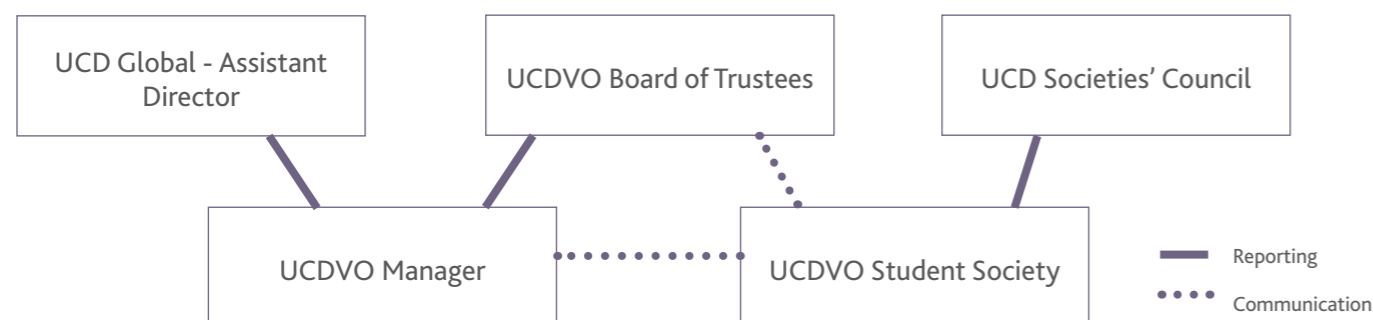 UCD Global - Assistant
Director
UCDVO Board of Trustees
UCD Societies’ Council
UCDVO Manager
UCDVO Student Society
Reporting
Communication